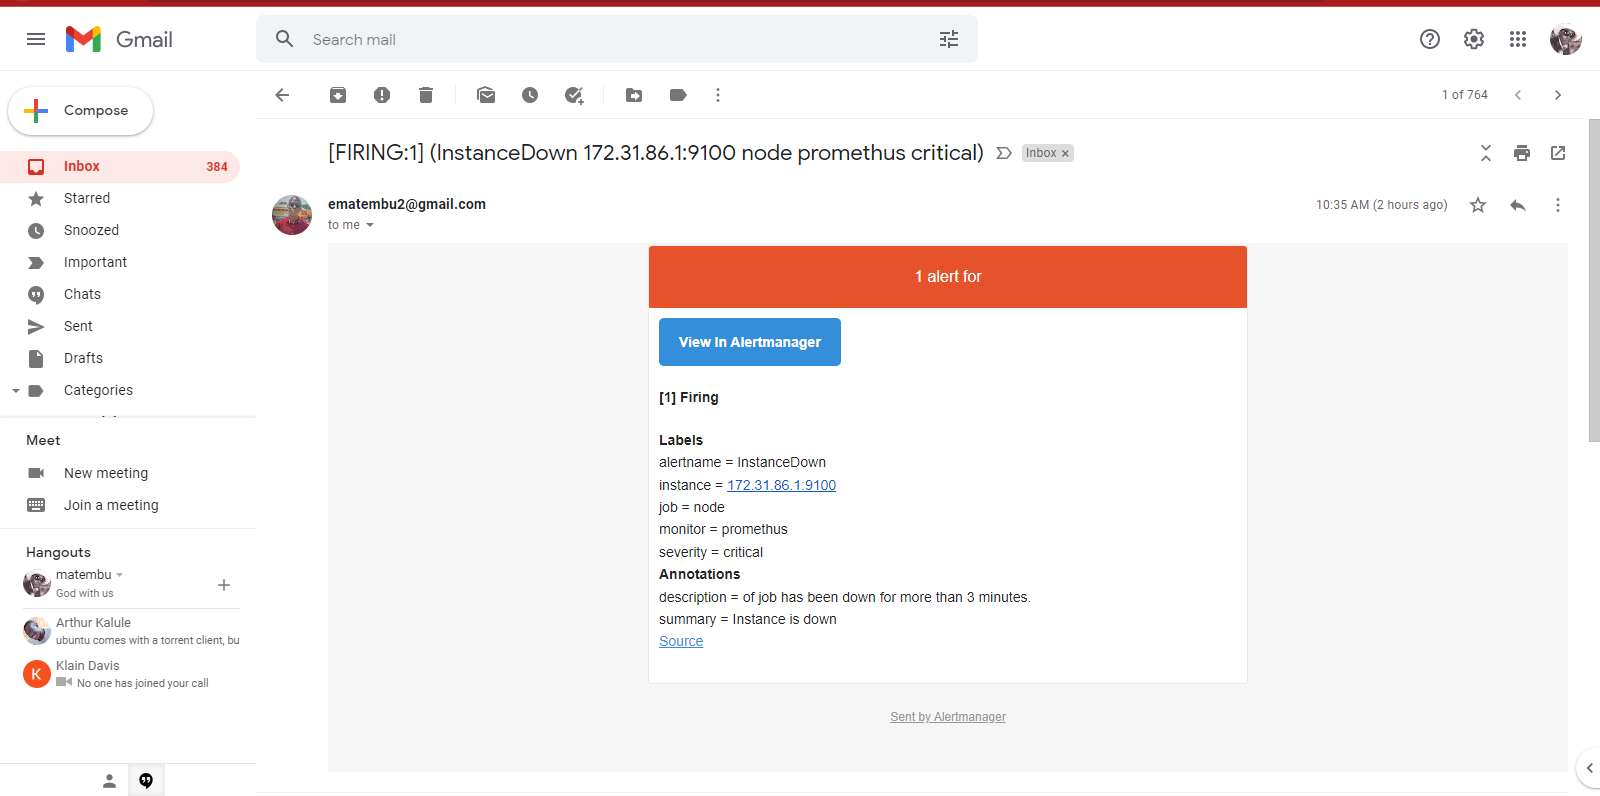 Gmail
Search mail
Compose
1 of 764
Inbox 384
Starred
Snoozed
Important
Chats
Sent
Drafts
Categories
Meet
New meeting
Join a meeting
Hangouts
matembu
God with us
Arthur Kalule
ubuntu comes with a torrent client, bu
K
Klain Davis
No one has joined your call
[FIRING:1] (InstanceDown 172.31.86.1:9100 node promethus critical)
Inbox ×
ematembu2@gmail.com
10:35 AM (2 hours ago)
to me
1 alert for
View In Alertmanager
[1] Firing
Labels
alertname = InstanceDown
instance = 172.31.86.1:9100
job = node
monitor = promethus
severity = critical
Annotations
description = of job has been down for more than 3 minutes.
summary = Instance is down
Source
Sent by Alertmanager